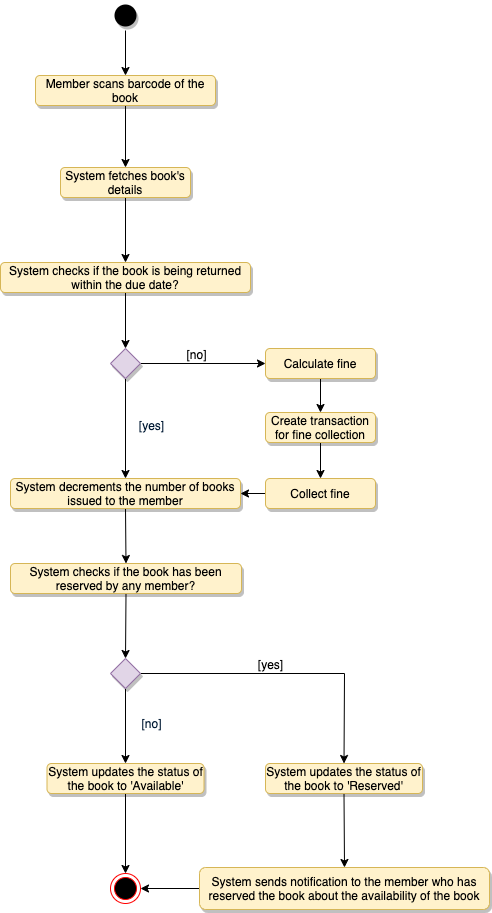 Member scans barcode of the
book
System fetches book's
details
System checks if the book is being returned
within the due date?
[no]
Calculate fine
Create transaction
for fine collection
[yes]
System decrements the number of books
issued to the member
Collect fine
System checks if the book has been
reserved by any member?
[yes]
[no]
System updates the status of
the book to 'Available'
System updates the status of
the book to 'Reserved'
System sends notification to the member who has
reserved the book about the availability of the book